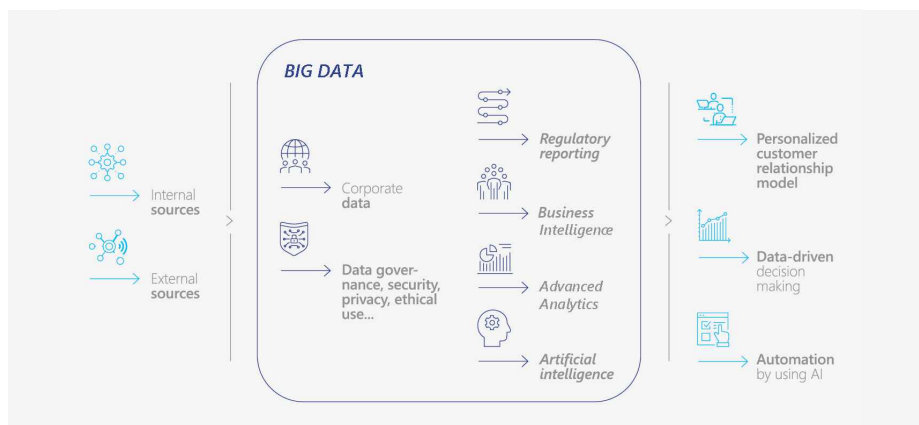 BIG DATA
Internal
sources
External
sources
Corporate
data
Data gover-
nance, security,
privacy, ethical
use...
Regulatory
reporting
Business
Intelligence
Advanced
Analytics
Artificial
intelligence
Personalized
customer
relationship
model
Data-driven
decision
making
Automation
by using AI